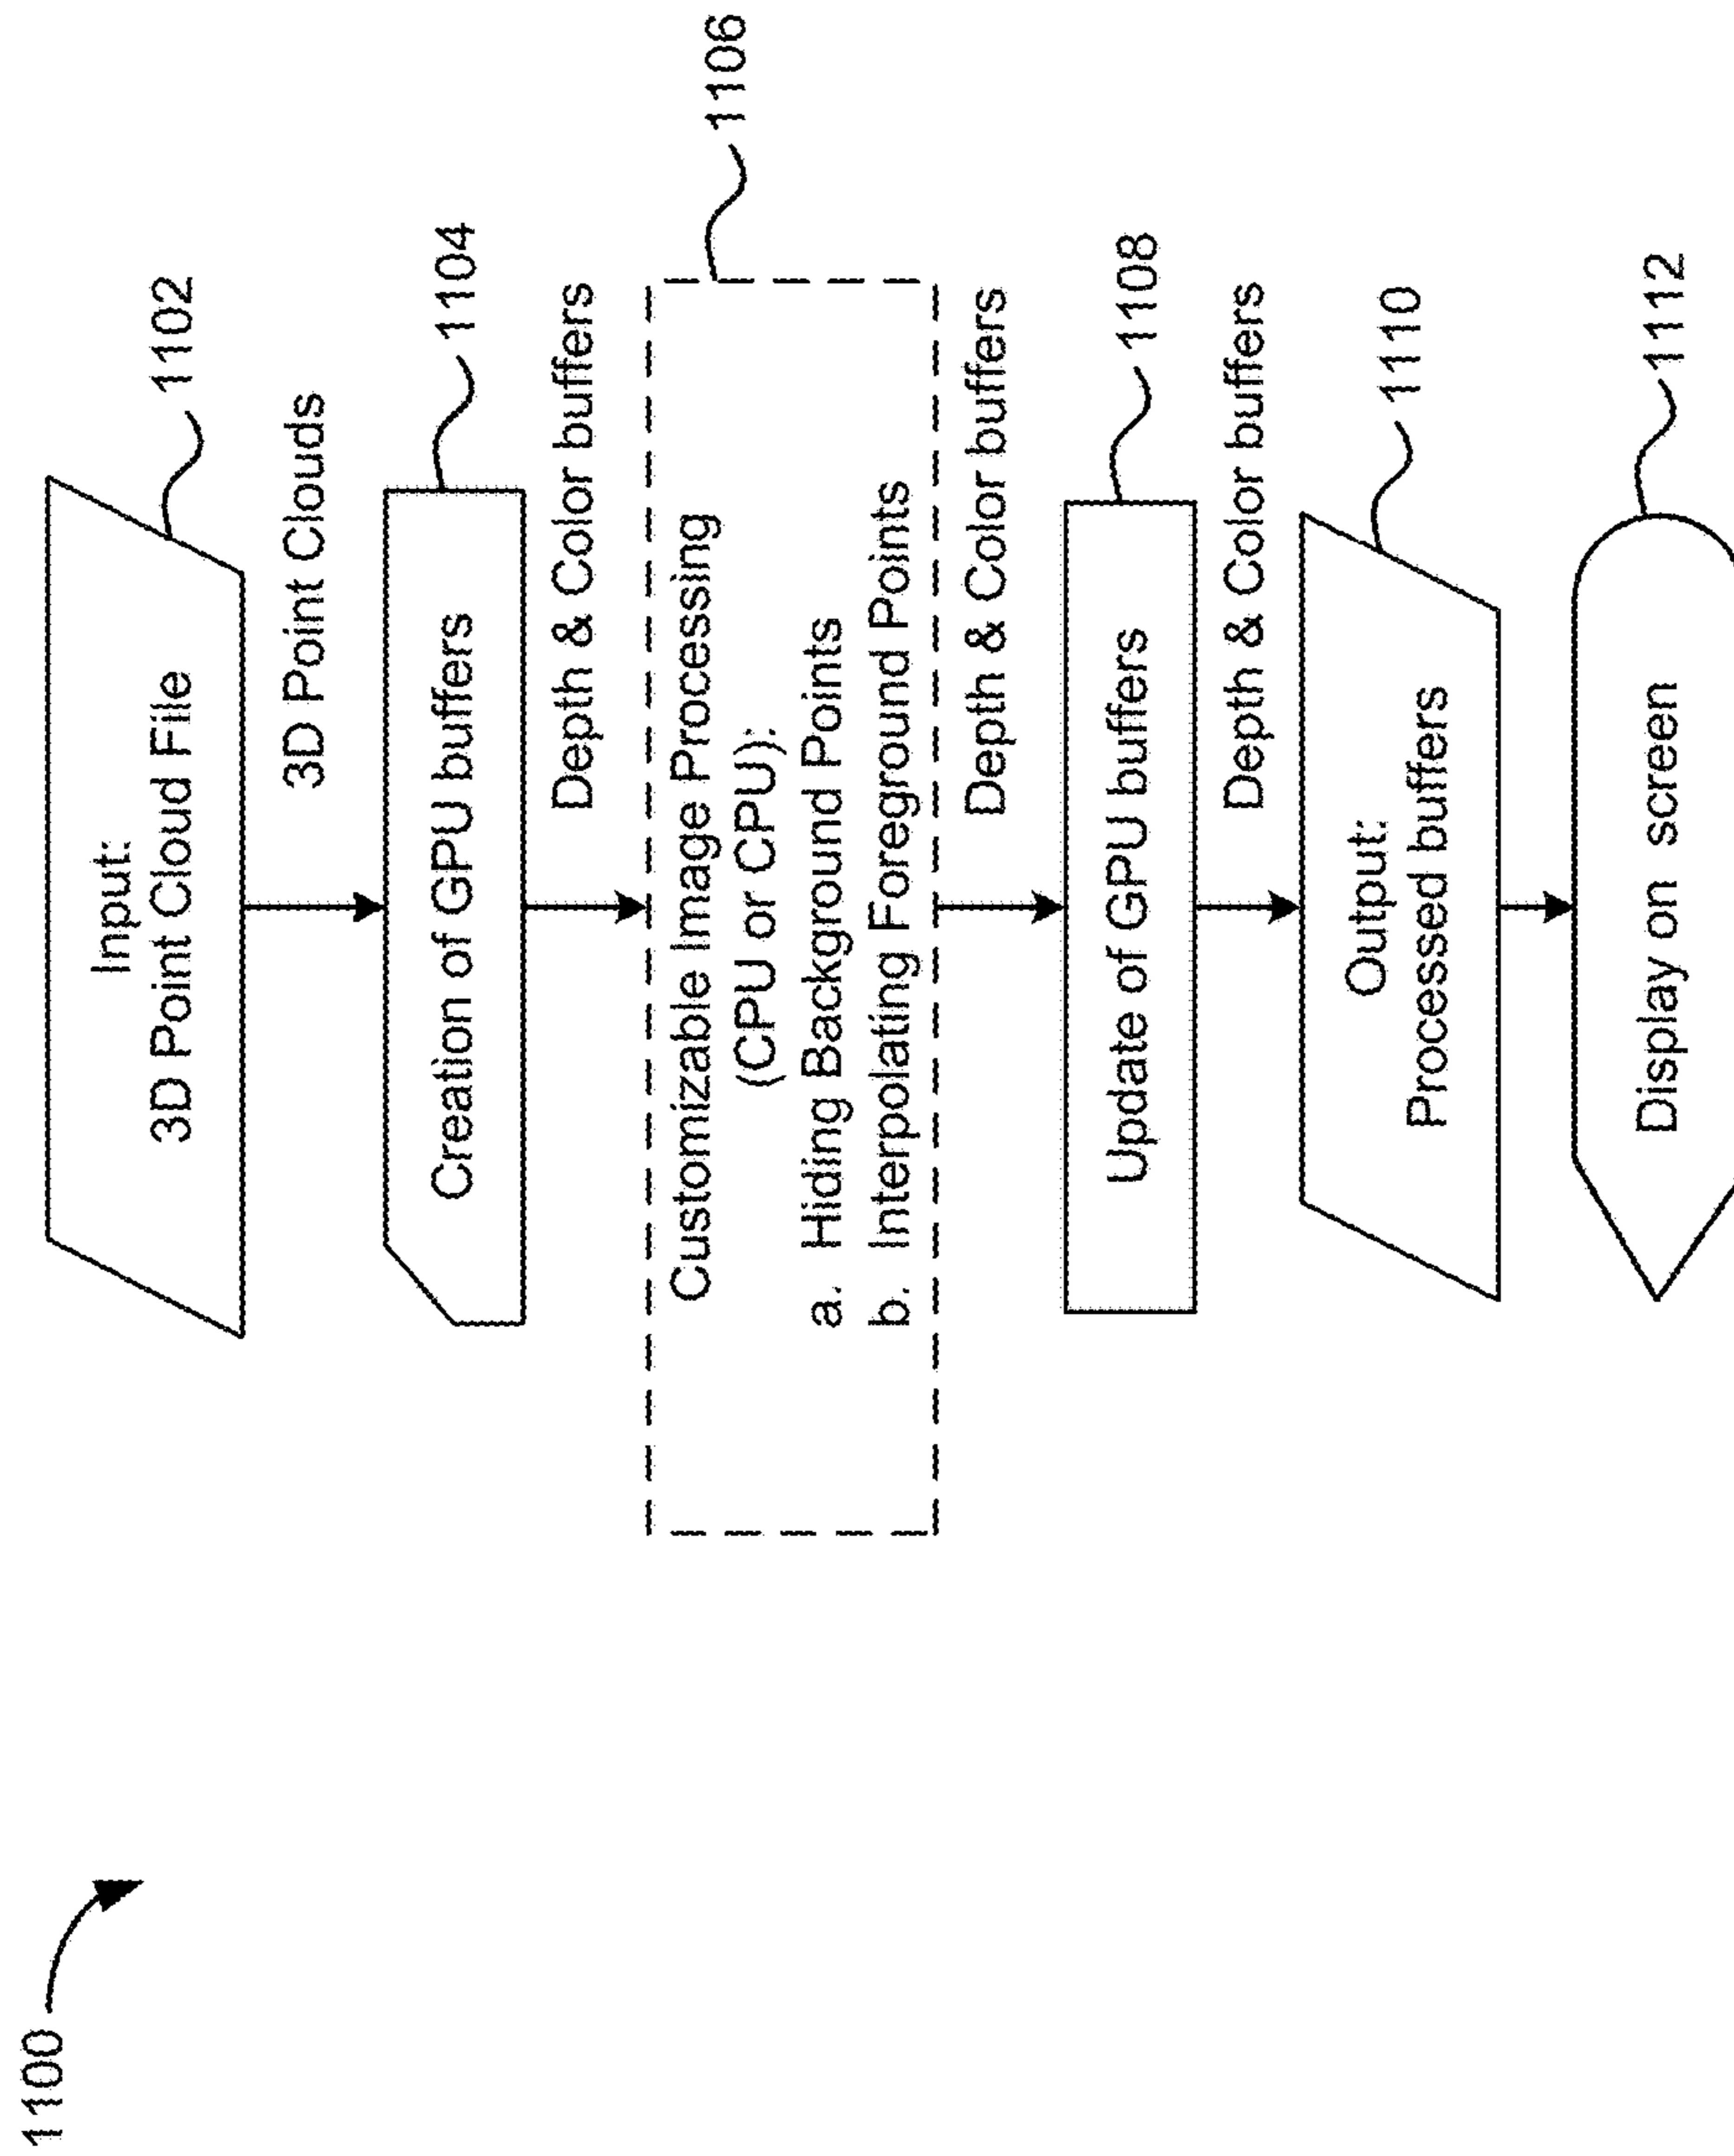 1100
Input:
3D Point Cloud File
1102
3D Point Clouds
Creation of GPU buffers
1104
Depth & Color buffers
Customizable Image Processing
(CPU or CPU):
a. Hiding Background Points
b. Interpolating Foreground Points
1106
Depth & Color buffers
Update of GPU buffers
1108
Depth & Color buffers
Output:
Processed buffers
1110
Display on screen
1112